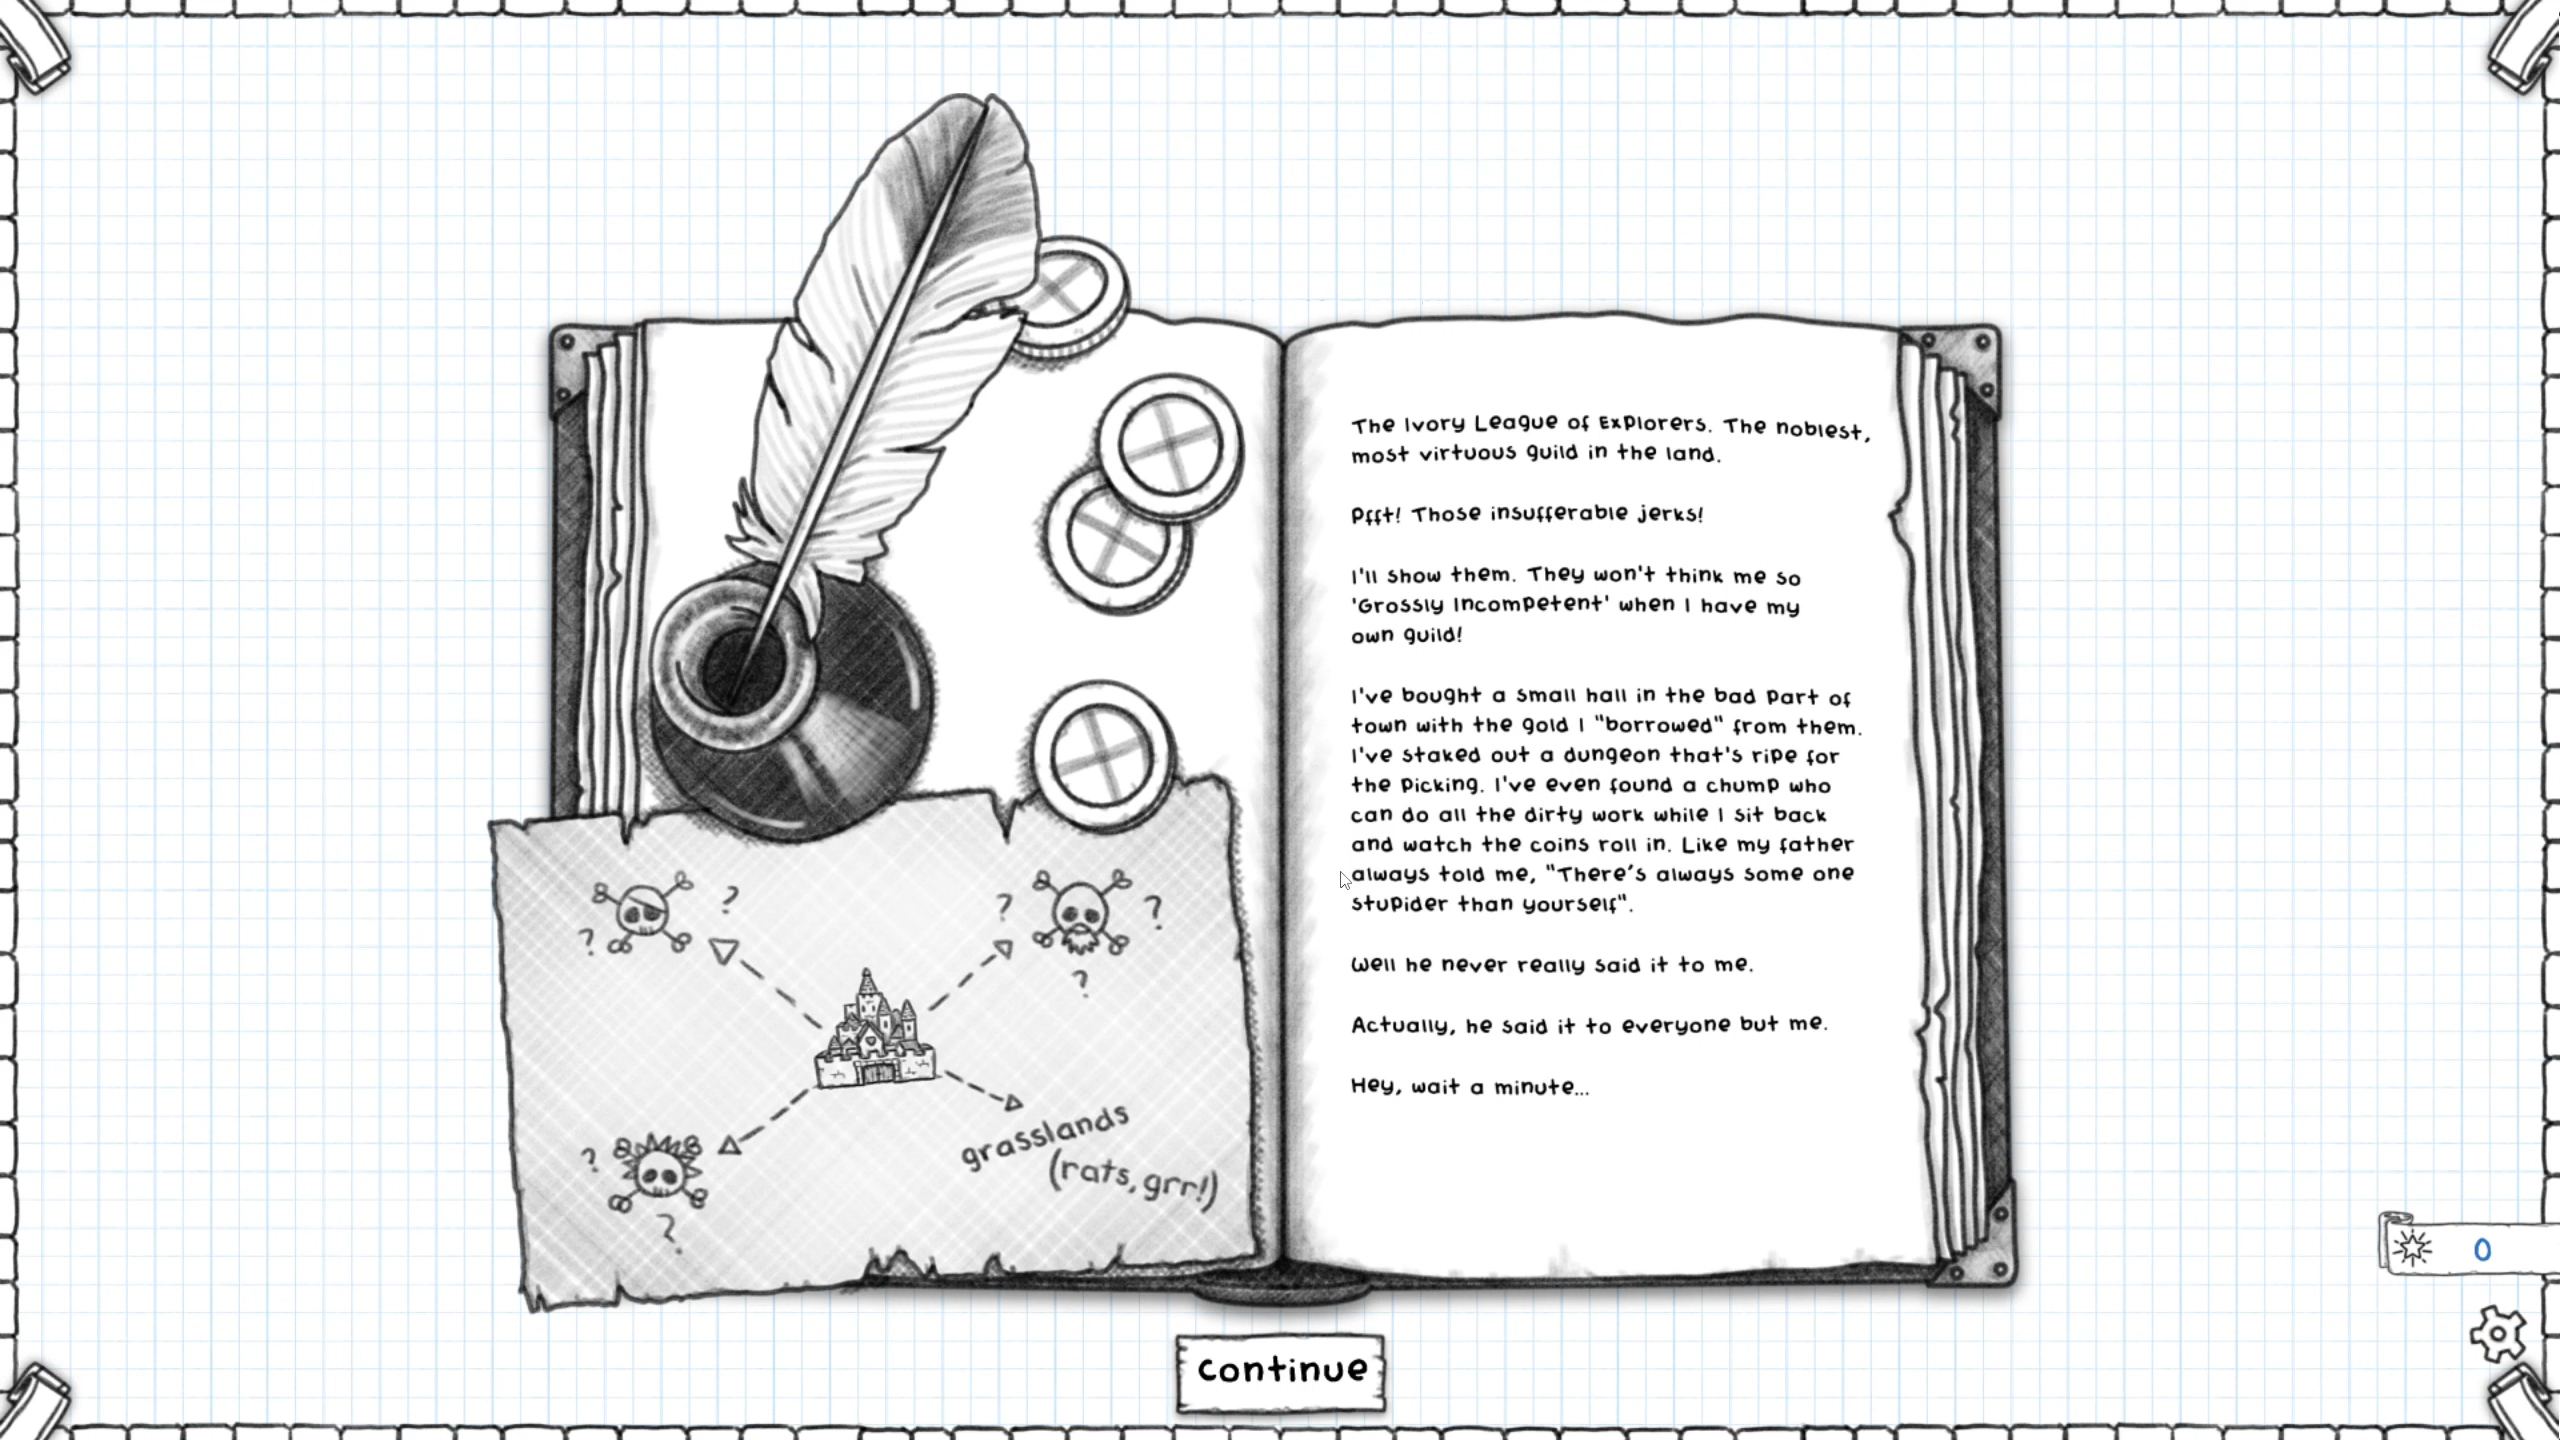 The Ivory League of Explorers. The noblest,
most virtuous guild in the land.
Pfft! Those insufferable jerks!
I'll show them. They won't think me so
'Grossly Incompetent' when I have my
own guild!
I've bought a small hall in the bad part of
town with the gold I "borrowed" from them.
I've staked out a dungeon that's ripe for
the picking. I've even found a chump who
can do all the dirty work while I sit back
and watch the coins roll in. Like my father
always told me, "There's always some one
stupider than yourself".
Well he never really said it to me.
Actually, he said it to everyone but me.
Hey, wait a minute...
? ?
? ? ?
? ?
grasslands
(rats, grr!)
0
continue